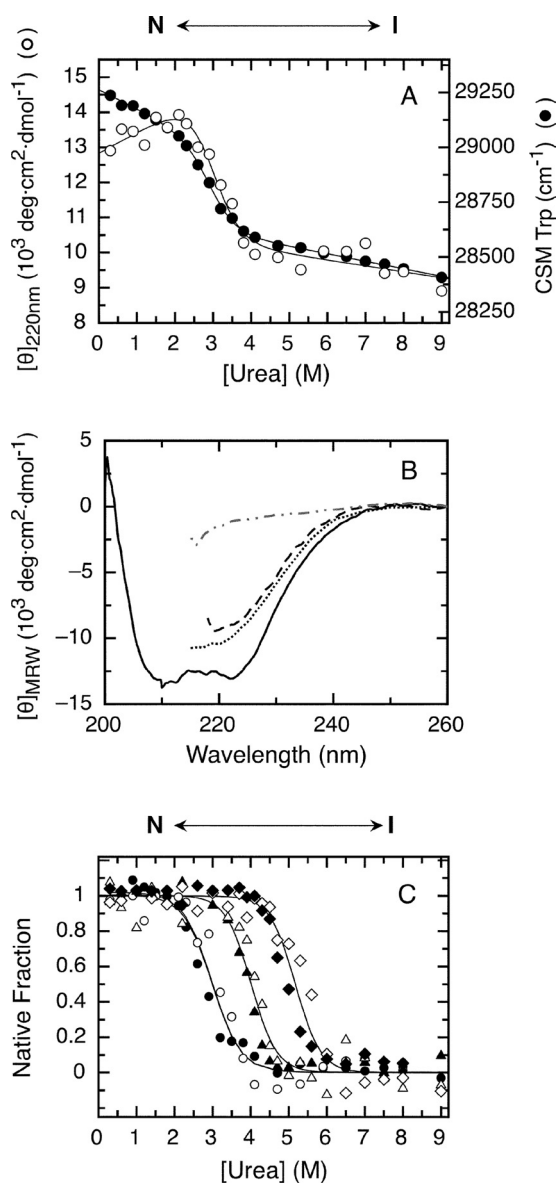 N I
A
[θ]220nm (10³ deg·cm²·dmol⁻¹) (○)
15
14
13
12
11
10
9
8
29250
29000
28750
28500
28250
CSM Trp (cm⁻¹) (●)
0 1 2 3 4 5 6 7 8 9
[Urea] (M)
B
[θ]MRW (10³ deg·cm²·dmol⁻¹)
5
0
−5
−10
−15
200 220 240 260
Wavelength (nm)
N I
C
Native Fraction
1
0.8
0.6
0.4
0.2
0
0 1 2 3 4 5 6 7 8 9
[Urea] (M)